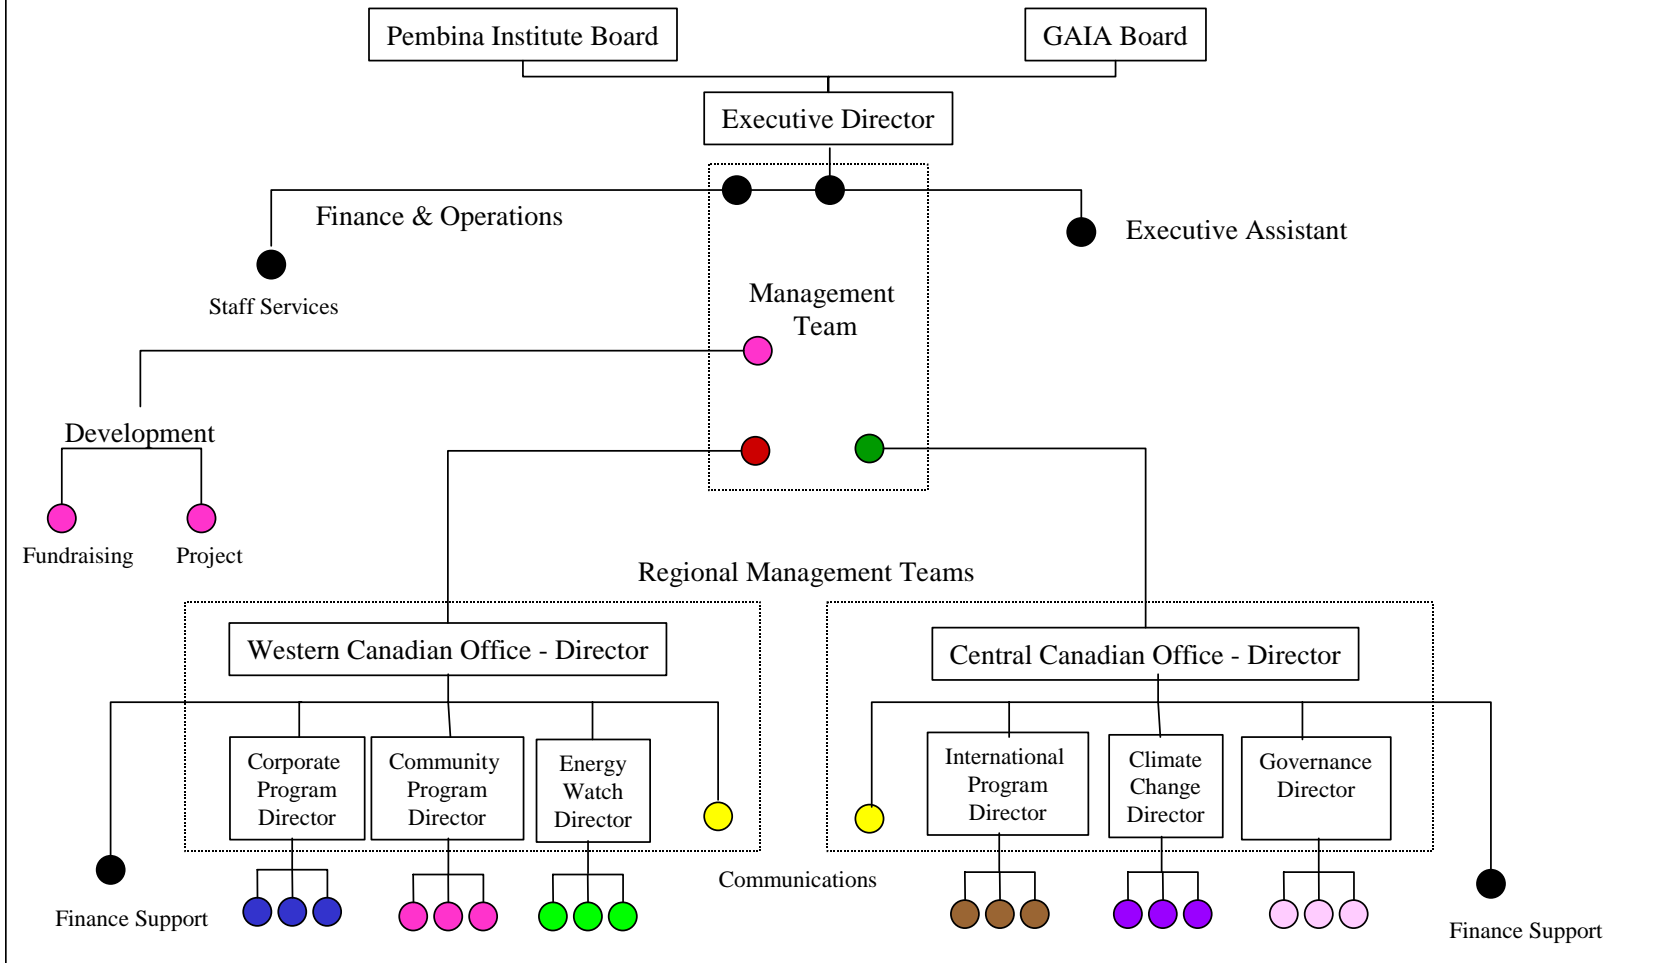 Pembina Institute Board
GAIA Board
Executive Director
Finance & Operations
Executive Assistant
Staff Services
Management
Team
Development
Fundraising
Project
Regional Management Teams
Western Canadian Office - Director
Central Canadian Office - Director
Corporate
Program
Director
Community
Program
Director
Energy
Watch
Director
International
Program
Director
Climate
Change
Director
Governance
Director
Communications
Finance Support
Finance Support